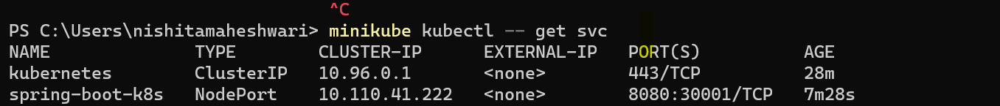 ^C
PS C:\Users\nishitamaheshwari> minikube kubectl -- get svc
NAME TYPE CLUSTER-IP EXTERNAL-IP PORT(S) AGE
kubernetes ClusterIP 10.96.0.1 <none> 443/TCP 28m
spring-boot-k8s NodePort 10.110.41.222 <none> 8080:30001/TCP 7m28s